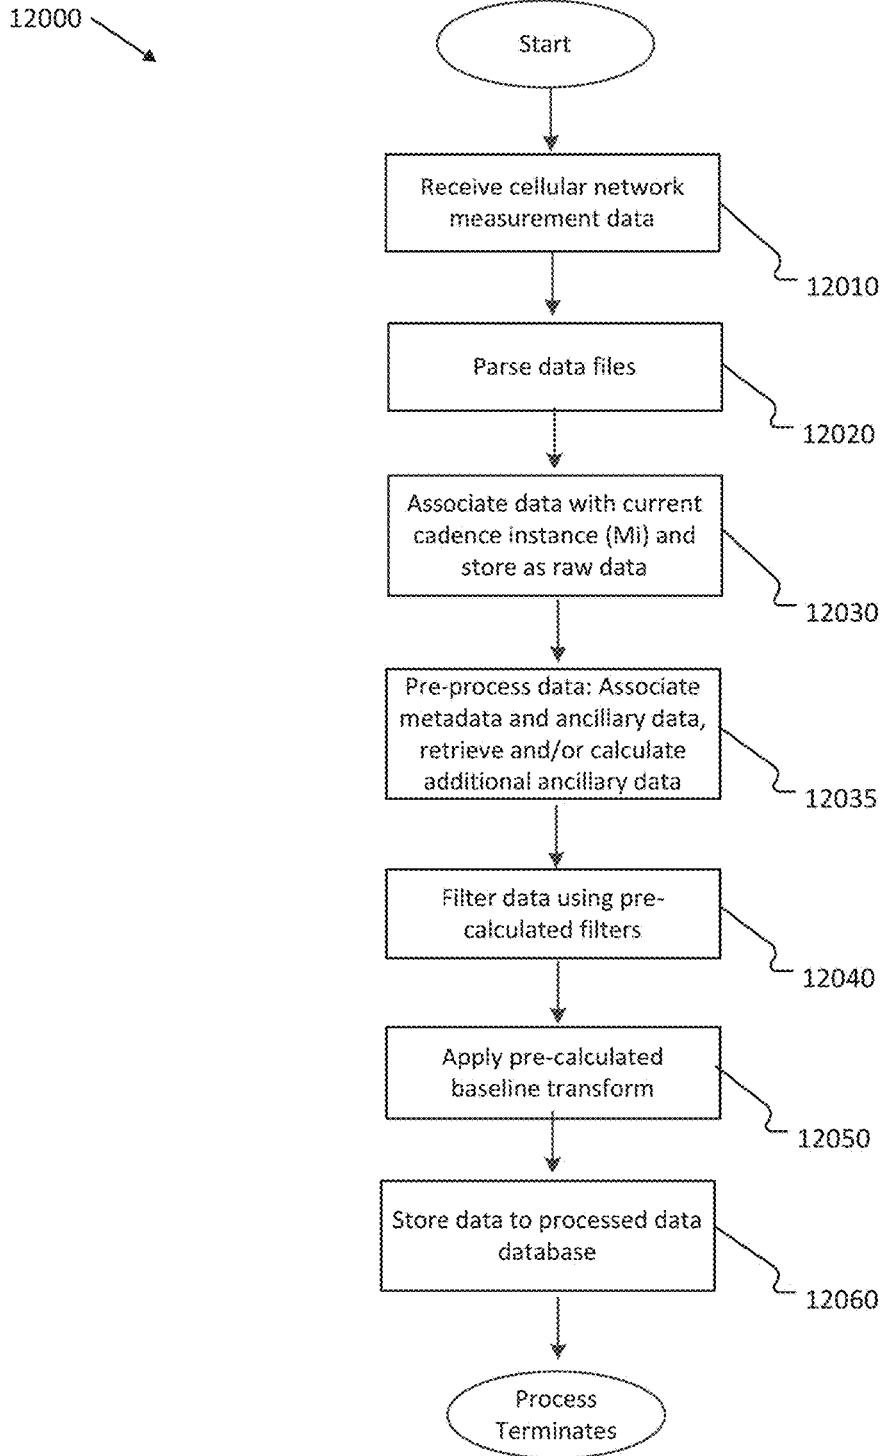 12000
Start
Receive cellular network
measurement data
12010
Parse data files
12020
Associate data with current
cadence instance (Mi) and
store as raw data
12030
Pre-process data: Associate
metadata and ancillary data,
retrieve and/or calculate
additional ancillary data
12035
Filter data using pre-
calculated filters
12040
Apply pre-calculated
baseline transform
12050
Store data to processed data
database
12060
Process
Terminates